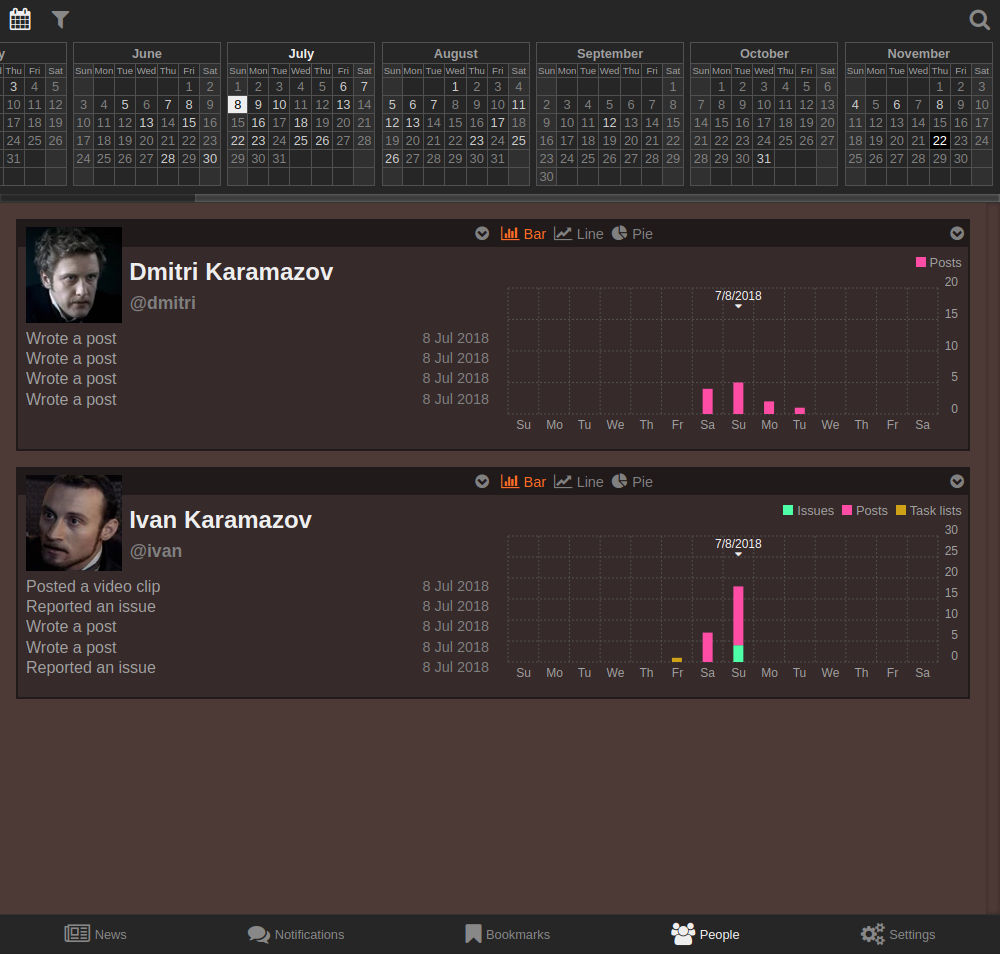 y June July August September October November
Thu Fri Sat Sun Mon Tue Wed Thu Fri Sat Sun Mon Tue Wed Thu Fri Sat Sun Mon Tue Wed Thu Fri Sat Sun Mon Tue Wed Thu Fri Sat Sun Mon Tue Wed Thu Fri Sat Sun Mon Tue Wed Thu Fri Sat
3 4 5 1 2 1 2 3 4 5 6 7 1 2 3 4 1 1 2 3 4 5 6 1 2 3
10 11 12 3 4 5 6 7 8 9 8 9 10 11 12 13 14 5 6 7 8 9 10 11 2 3 4 5 6 7 8 7 8 9 10 11 12 13 4 5 6 7 8 9 10
17 18 19 10 11 12 13 14 15 16 15 16 17 18 19 20 21 12 13 14 15 16 17 18 9 10 11 12 13 14 15 14 15 16 17 18 19 20 11 12 13 14 15 16 17
24 25 26 17 18 19 20 21 22 23 22 23 24 25 26 27 28 19 20 21 22 23 24 25 16 17 18 19 20 21 22 21 22 23 24 25 26 27 18 19 20 21 22 23 24
31 24 25 26 27 28 29 30 29 30 31 26 27 28 29 30 31 23 24 25 26 27 28 29 28 29 30 31 25 26 27 28 29 30
30
Bar Line Pie
Dmitri Karamazov
@dmitri
Wrote a post 8 Jul 2018
Wrote a post 8 Jul 2018
Wrote a post 8 Jul 2018
Wrote a post 8 Jul 2018
Posts
20
7/8/2018
15
10
5
0
Su Mo Tu We Th Fr Sa Su Mo Tu We Th Fr Sa
Bar Line Pie
Ivan Karamazov
@ivan
Posted a video clip 8 Jul 2018
Reported an issue 8 Jul 2018
Wrote a post 8 Jul 2018
Wrote a post 8 Jul 2018
Reported an issue 8 Jul 2018
Issues Posts Task lists
30
7/8/2018
25
20
15
10
5
0
Su Mo Tu We Th Fr Sa Su Mo Tu We Th Fr Sa
News Notifications Bookmarks People Settings